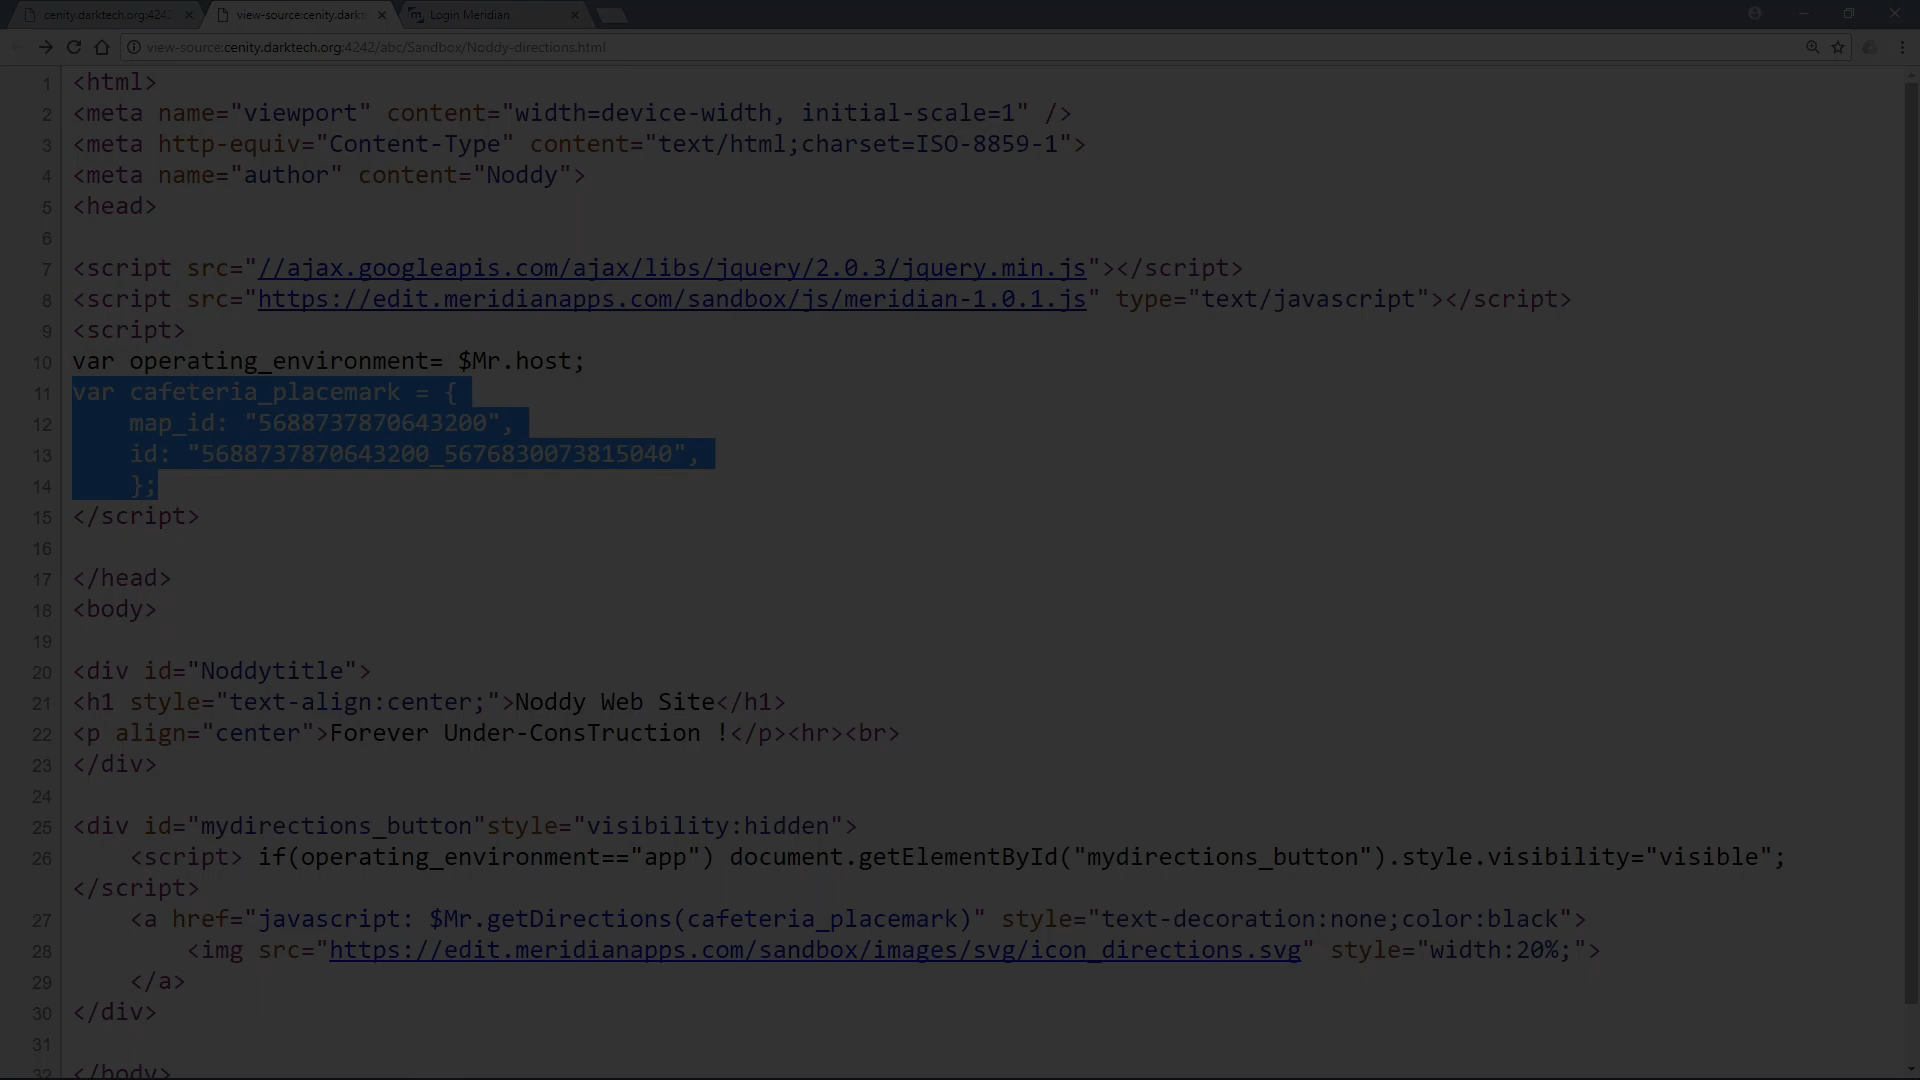 cenity.darktech.org:4242
view-source:cenity.darkt
Login Meridian
view-source:cenity.darktech.org:4242/abc/Sandbox/Noddy-directions.html
1 <html>
2 <meta name="viewport" content="width=device-width, initial-scale=1" />
3 <meta http-equiv="Content-Type" content="text/html;charset=ISO-8859-1">
4 <meta name="author" content="Noddy">
5 <head>
6
7 <script src="//ajax.googleapis.com/ajax/libs/jquery/2.0.3/jquery.min.js"></script>
8 <script src="https://edit.meridianapps.com/sandbox/js/meridian-1.0.1.js" type="text/javascript"></script>
9 <script>
10 var operating_environment= $Mr.host;
11 var cafeteria_placemark = {
12 map_id: "5688737870643200",
13 id: "5688737870643200_5676830073815040",
14 };
15 </script>
16
17 </head>
18 <body>
19
20 <div id="Noddytitle">
21 <h1 style="text-align:center;">Noddy Web Site</h1>
22 <p align="center">Forever Under-ConsTruction !</p><hr><br>
23 </div>
24
25 <div id="mydirections_button"style="visibility:hidden">
26 <script> if(operating_environment=="app") document.getElementById("mydirections_button").style.visibility="visible";
</script>
27 <a href="javascript: $Mr.getDirections(cafeteria_placemark)" style="text-decoration:none;color:black">
28 <img src="https://edit.meridianapps.com/sandbox/images/svg/icon_directions.svg" style="width:20%;">
29 </a>
30 </div>
31
32 </body>